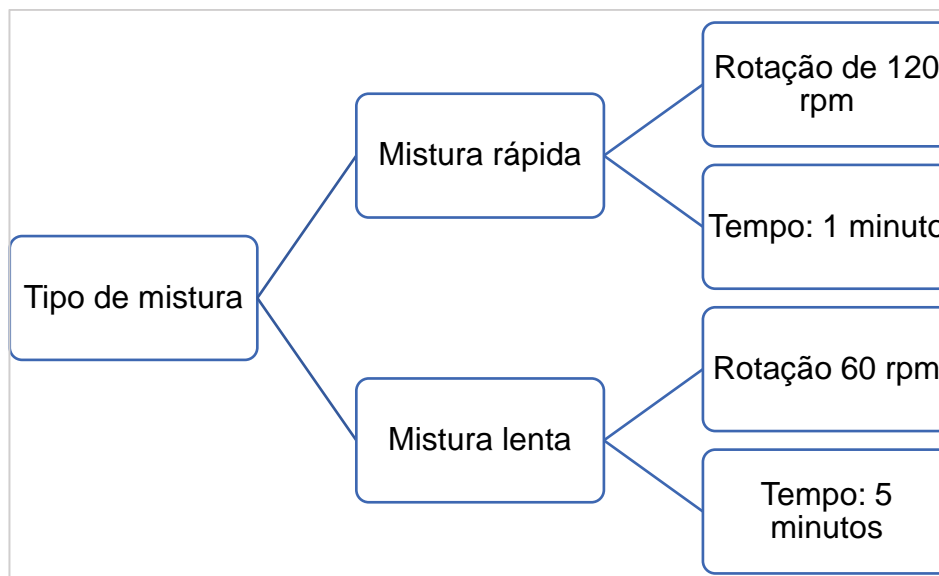 Rotação de 120
rpm
Mistura rápida
Tempo: 1 minuto
Tipo de mistura
Rotação 60 rpm
Mistura lenta
Tempo: 5
minutos